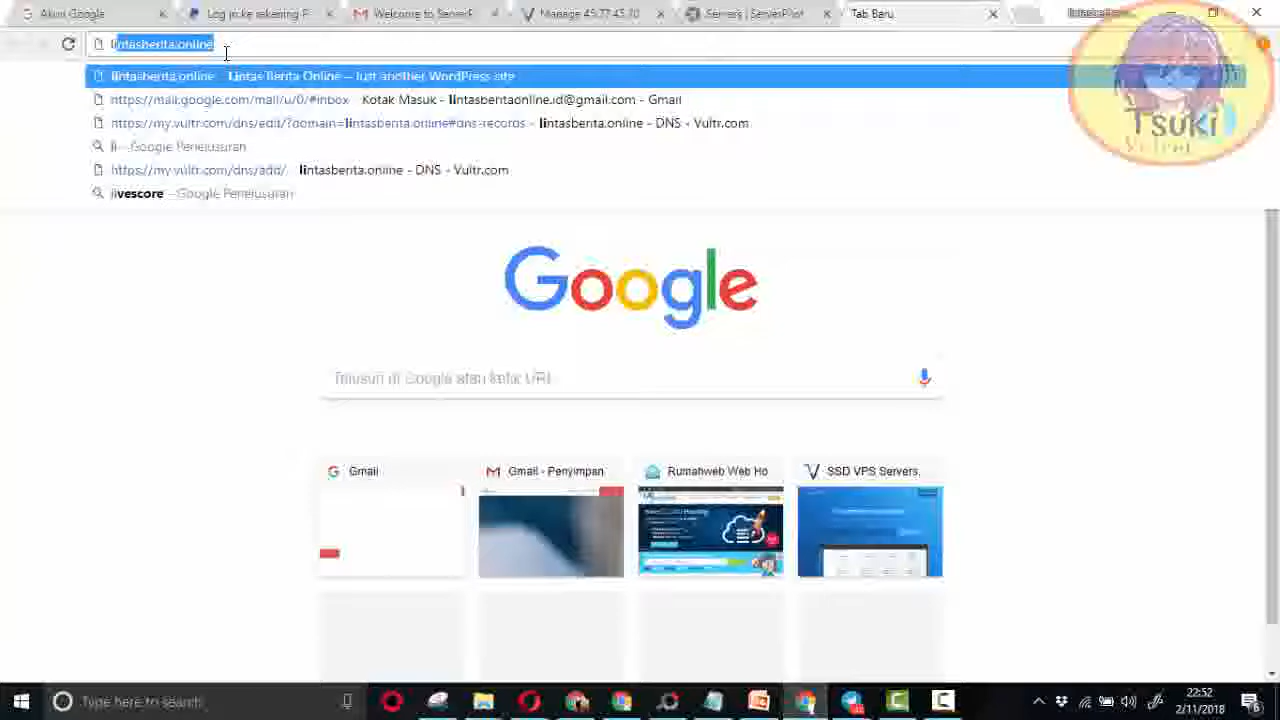 Akun Google
Log in ke rekening P
Welcome to ServerP
Manage 45.77.45.70
Servers | ServerPilot
Tab Baru
lintasberita.online
lintasberita.online - Lintas Berita Online – Just another WordPress site
https://mail.google.com/mail/u/0/#inbox - Kotak Masuk - lintasberitaonline.id@gmail.com - Gmail
https://my.vultr.com/dns/edit/?domain=lintasberita.online#dns-records - lintasberita.online - DNS - Vultr.com
li - Google Penelusuran
https://my.vultr.com/dns/add/ - lintasberita.online - DNS - Vultr.com
livescore - Google Penelusuran
TSUKI
Google
Telusuri di Google atau ketik URL
Gmail
Gmail - Penyimpan
Rumahweb Web Ho
SSD VPS Servers,
Type here to search
22:52
2/11/2018